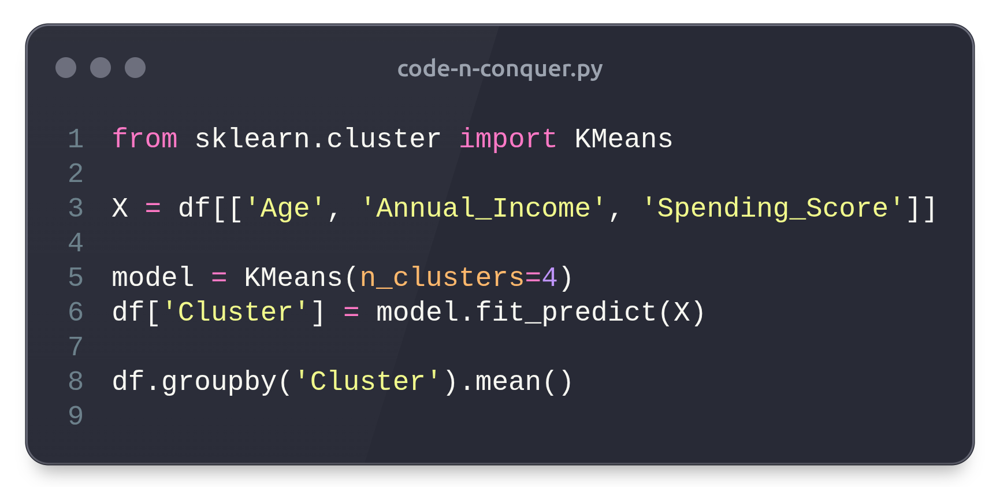 code-n-conquer.py
1 from sklearn.cluster import KMeans
2
3 X = df[['Age', 'Annual_Income', 'Spending_Score']]
4
5 model = KMeans(n_clusters=4)
6 df['Cluster'] = model.fit_predict(X)
7
8 df.groupby('Cluster').mean()
9